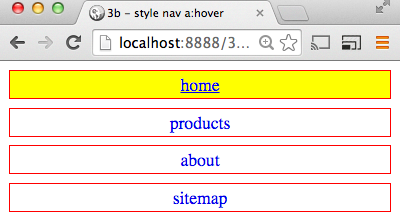 3b - style nav a:hover
localhost:8888/3...
home
products
about
sitemap